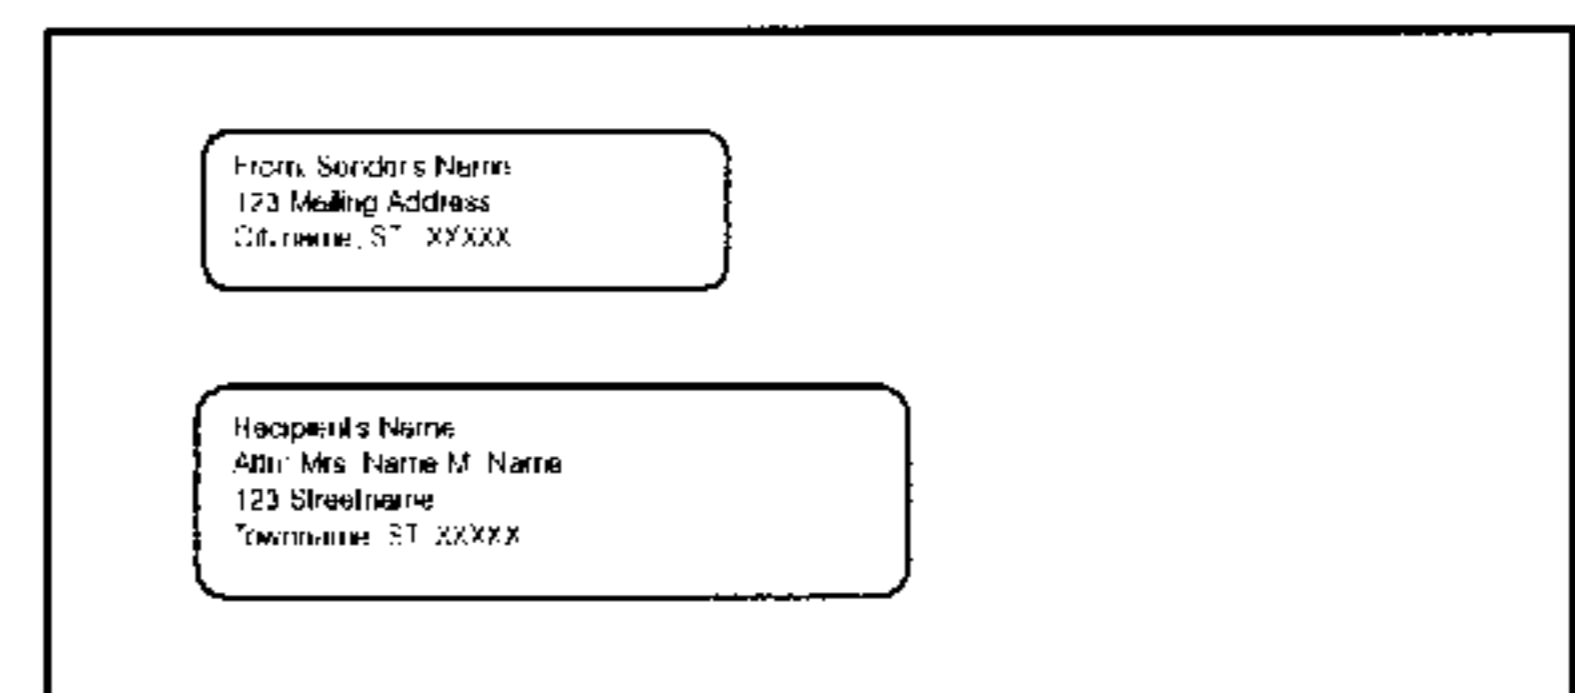 From: Sender's Name
123 Mailing Address
Cityname, ST XXXXX
Recipient's Name
Attn: Mrs. Name M. Name
123 Streetname
Townname, ST XXXXX